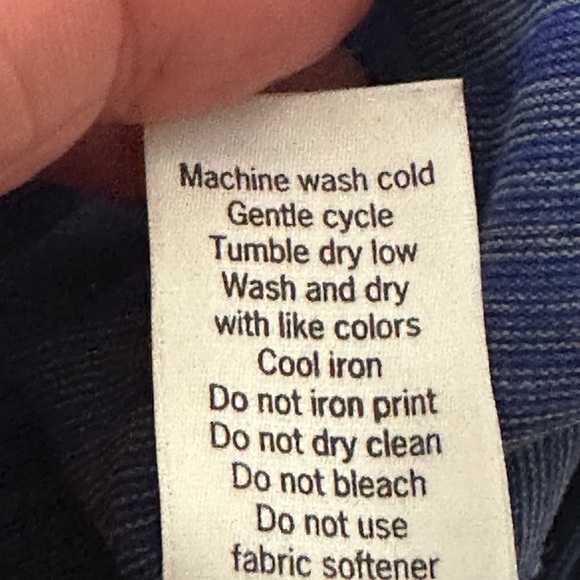 Machine wash cold
Gentle cycle
Tumble dry low
Wash and dry
with like colors
Cool iron
Do not iron print
Do not dry clean
Do not bleach
Do not use
fabric softener